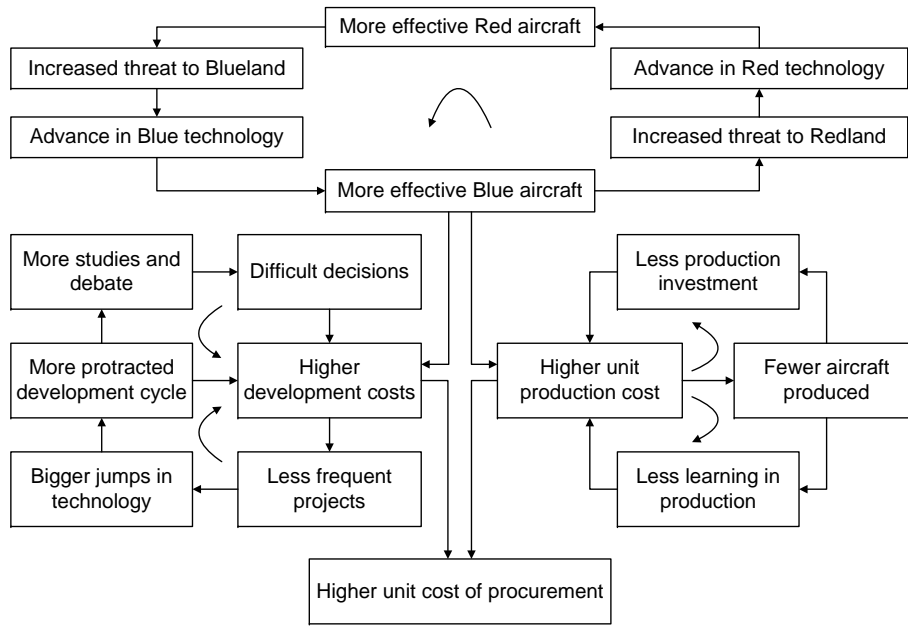 More effective Red aircraft
Increased threat to Blueland
Advance in Red technology
Advance in Blue technology
Increased threat to Redland
More effective Blue aircraft
More studies and
debate
Difficult decisions
Less production
investment
More protracted
development cycle
Higher
development costs
Higher unit
production cost
Fewer aircraft
produced
Bigger jumps in
technology
Less frequent
projects
Less learning in
production
Higher unit cost of procurement